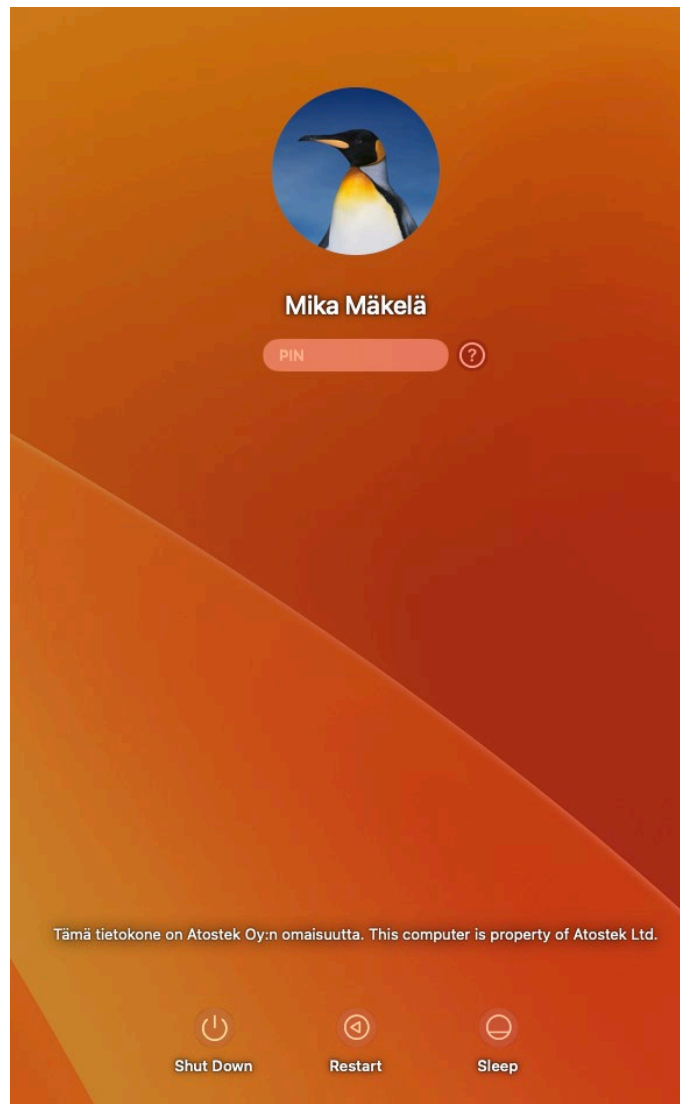 Mika Mäkelä
PIN
?
Tämä tietokone on Atostek Oy:n omaisuutta. This computer is property of Atostek Ltd.
Shut Down
Restart
Sleep